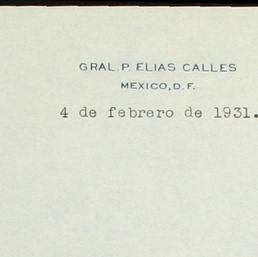 GRAL. P. ELIAS CALLES
MEXICO, D. F.
4 de febrero de 1931.